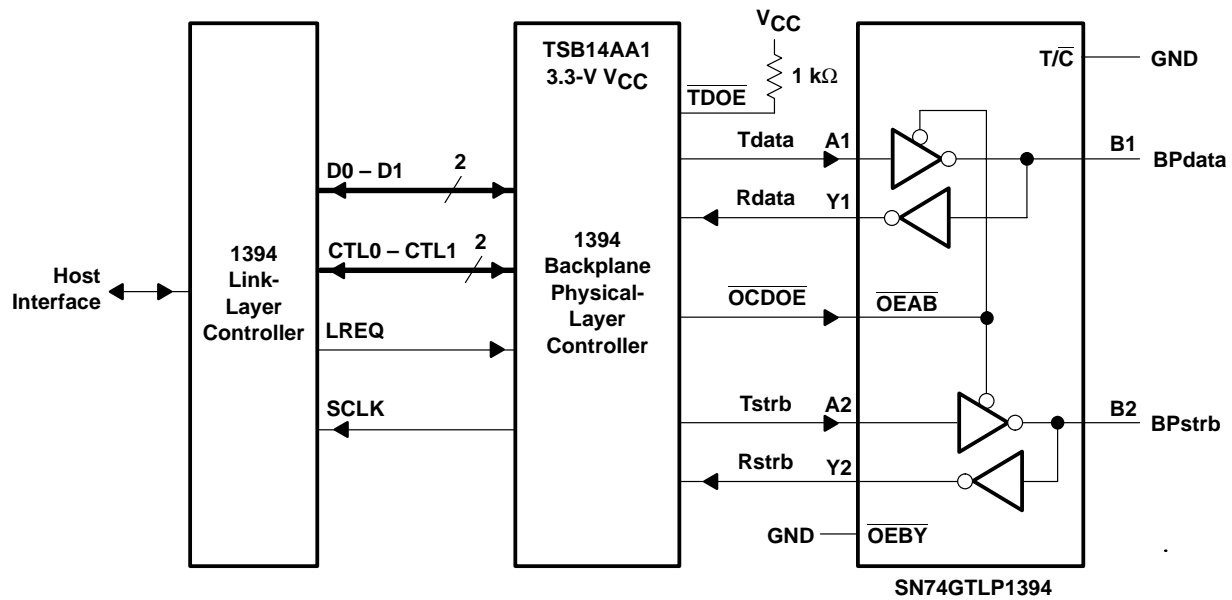 VCC
TSB14AA1
3.3-V VCC
TDOE
1 kΩ
T/C
GND
Tdata
A1
B1
BPdata
D0 – D1
2
Rdata
Y1
1394
Link-
Layer
Controller
CTL0 – CTL1
2
1394
Backplane
Physical-
Layer
Controller
Host
Interface
OCDOE
OEAB
LREQ
SCLK
Tstrb
A2
B2
BPstrb
Rstrb
Y2
GND
OEBY
SN74GTLP1394